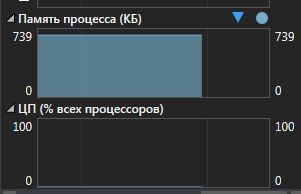 Память процесса (КБ)
739 739
0 0
ЦП (% всех процессоров)
100 100
0 0